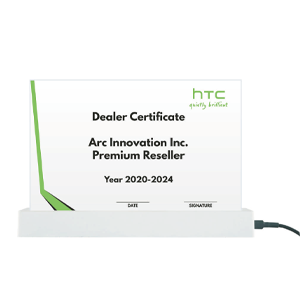 hTC
quietly brilliant
Dealer Certificate
Arc Innovation Inc.
Premium Reseller
Year 2020-2024
DATE
SIGNATURE